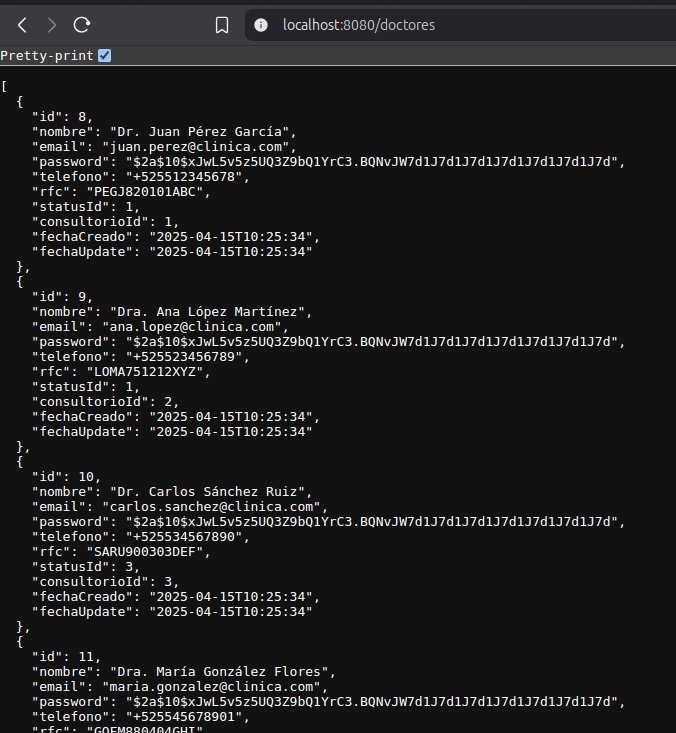 localhost:8080/doctores
Pretty-print
[
  {
    "id": 8,
    "nombre": "Dr. Juan Pérez García",
    "email": "juan.perez@clinica.com",
    "password": "$2a$10$xJwL5v5z5UQ3Z9bQ1YrC3.BQNvJW7d1J7d1J7d1J7d1J7d1J7d1J7d",
    "telefono": "+525512345678",
    "rfc": "PEGJ820101ABC",
    "statusId": 1,
    "consultorioId": 1,
    "fechaCreado": "2025-04-15T10:25:34",
    "fechaUpdate": "2025-04-15T10:25:34"
  },
  {
    "id": 9,
    "nombre": "Dra. Ana López Martínez",
    "email": "ana.lopez@clinica.com",
    "password": "$2a$10$xJwL5v5z5UQ3Z9bQ1YrC3.BQNvJW7d1J7d1J7d1J7d1J7d1J7d1J7d",
    "telefono": "+525523456789",
    "rfc": "LOMA751212XYZ",
    "statusId": 1,
    "consultorioId": 2,
    "fechaCreado": "2025-04-15T10:25:34",
    "fechaUpdate": "2025-04-15T10:25:34"
  },
  {
    "id": 10,
    "nombre": "Dr. Carlos Sánchez Ruiz",
    "email": "carlos.sanchez@clinica.com",
    "password": "$2a$10$xJwL5v5z5UQ3Z9bQ1YrC3.BQNvJW7d1J7d1J7d1J7d1J7d1J7d1J7d",
    "telefono": "+525534567890",
    "rfc": "SARU900303DEF",
    "statusId": 3,
    "consultorioId": 3,
    "fechaCreado": "2025-04-15T10:25:34",
    "fechaUpdate": "2025-04-15T10:25:34"
  },
  {
    "id": 11,
    "nombre": "Dra. María González Flores",
    "email": "maria.gonzalez@clinica.com",
    "password": "$2a$10$xJwL5v5z5UQ3Z9bQ1YrC3.BQNvJW7d1J7d1J7d1J7d1J7d1J7d1J7d",
    "telefono": "+525545678901",
    "rfc": "GOFM880404GHI"